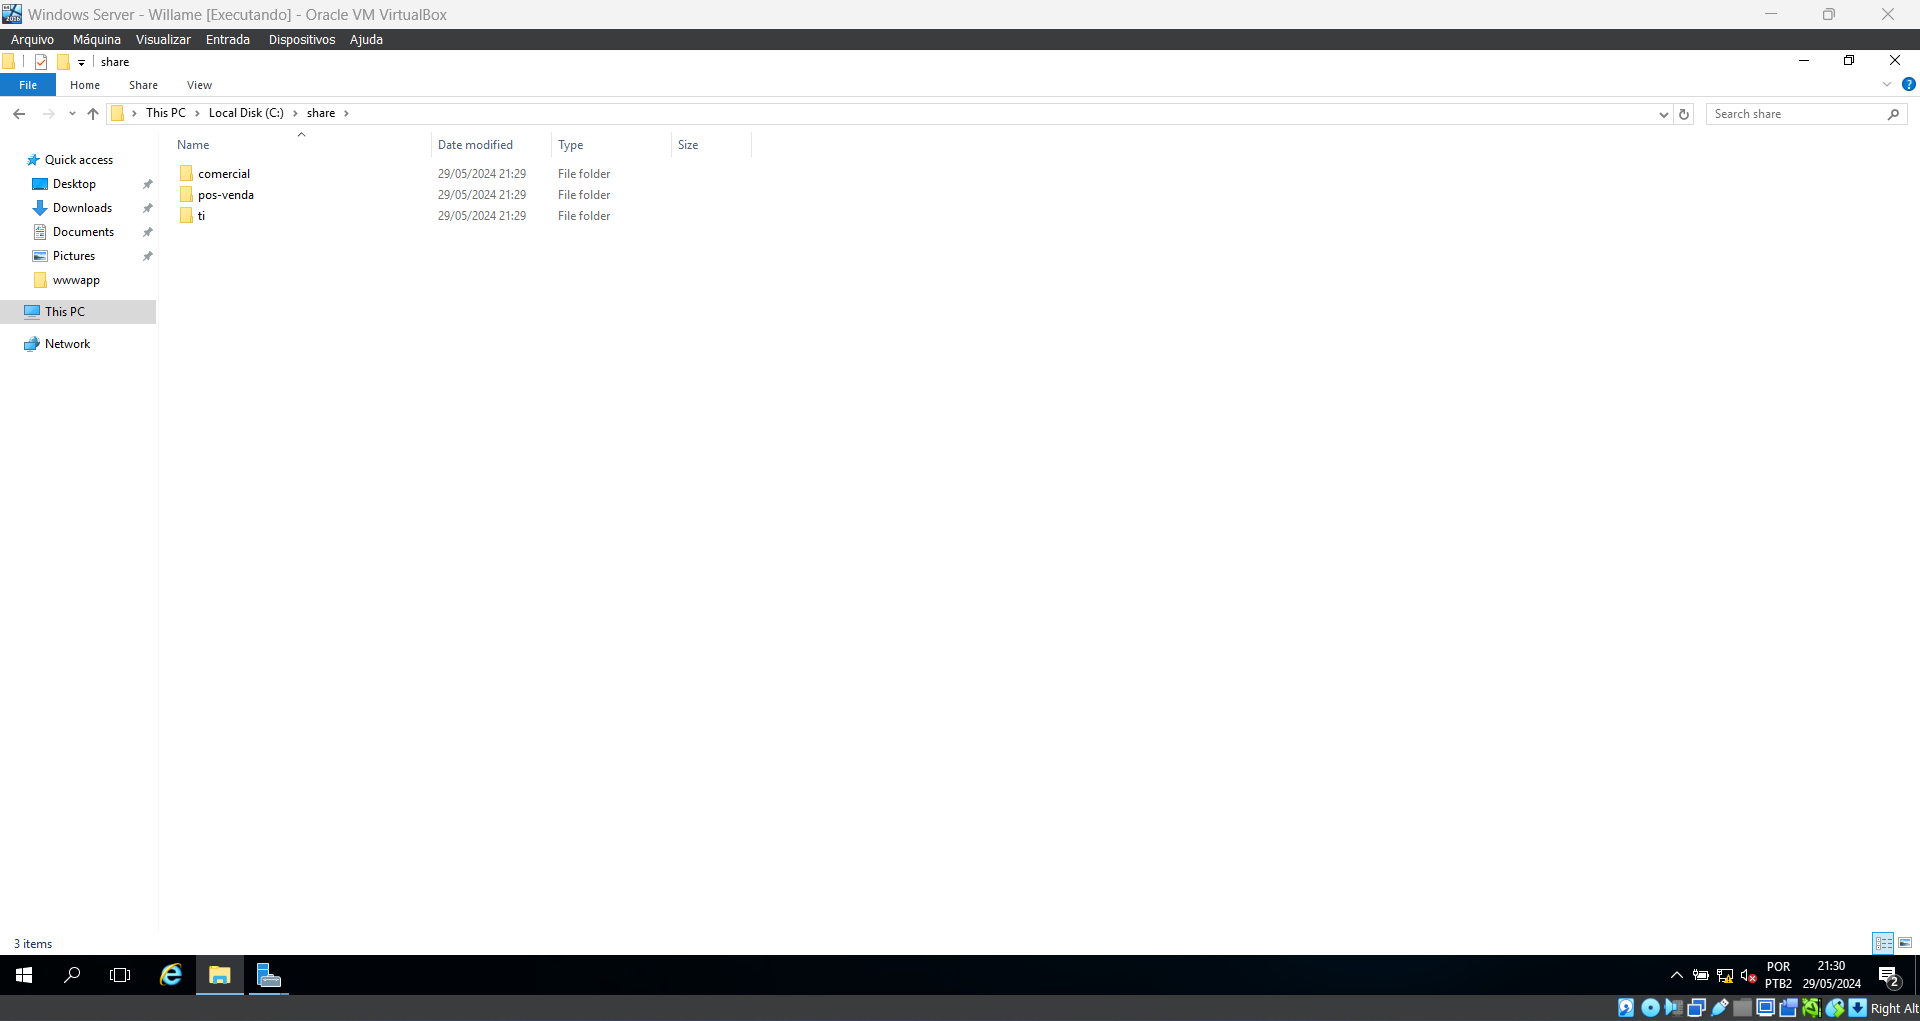 Windows Server - Willame [Executando] - Oracle VM VirtualBox
Arquivo Máquina Visualizar Entrada Dispositivos Ajuda
share
File Home Share View
This PC Local Disk (C:) share
Search share
Name Date modified Type Size
Quick access
Desktop
Downloads
Documents
Pictures
wwwapp
This PC
Network
comercial 29/05/2024 21:29 File folder
pos-venda 29/05/2024 21:29 File folder
ti 29/05/2024 21:29 File folder
3 items
POR 21:30
PTB2 29/05/2024
2
Right Alt